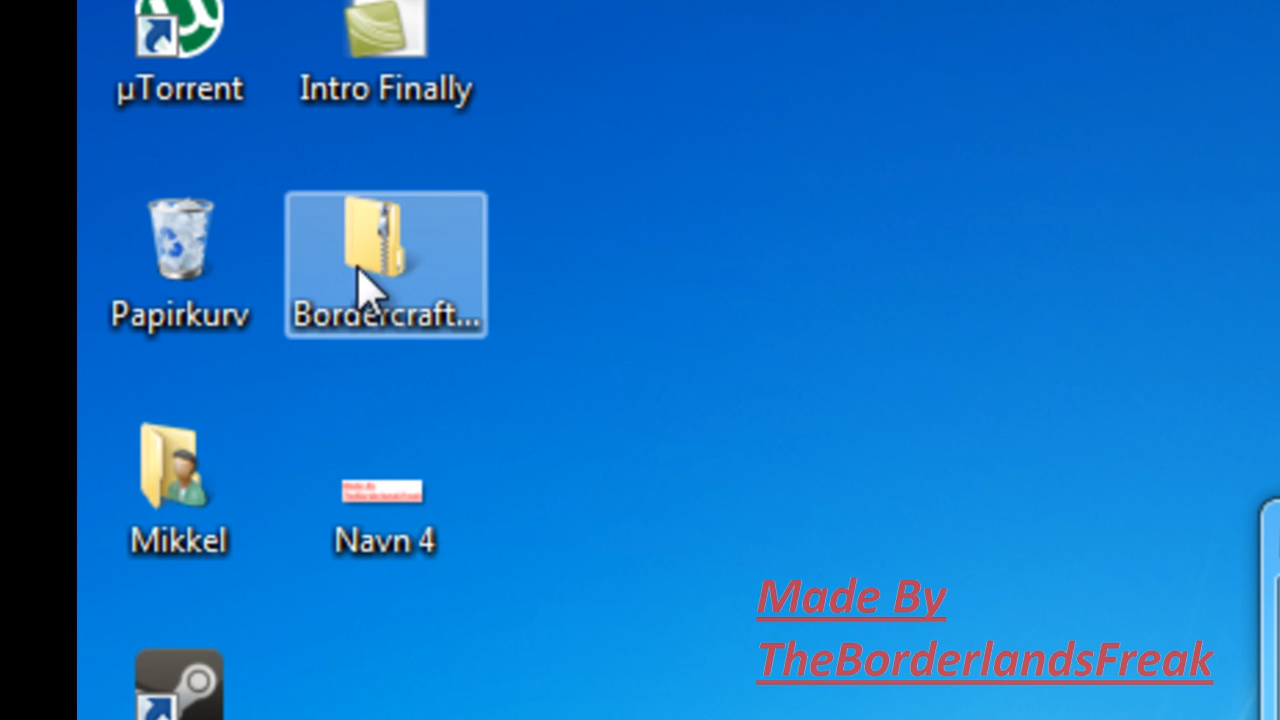 µTorrent
Intro Finally
Papirkurv
Bordercraft...
Mikkel
Navn 4
Made By
TheBorderlandsFreak